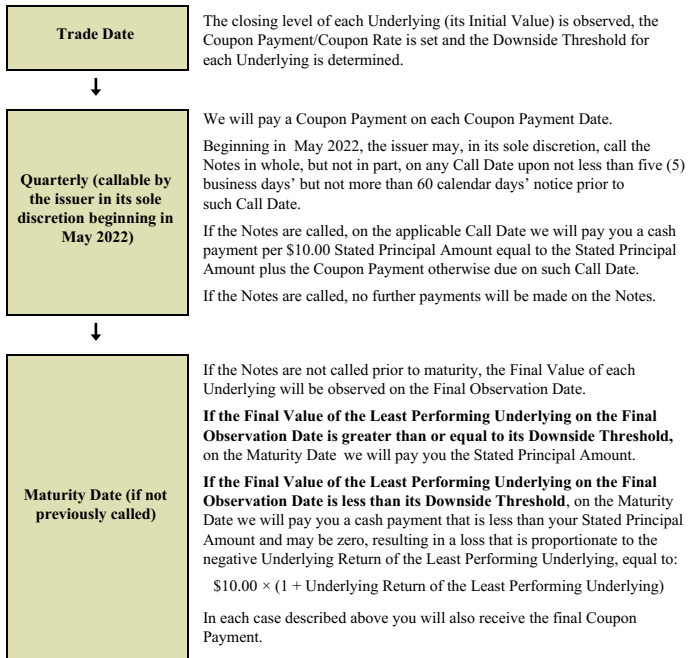 Trade Date
The closing level of each Underlying (its Initial Value) is observed, the
Coupon Payment/Coupon Rate is set and the Downside Threshold for
each Underlying is determined.
Quarterly (callable by
the issuer in its sole
discretion beginning in
May 2022)
We will pay a Coupon Payment on each Coupon Payment Date.
Beginning in May 2022, the issuer may, in its sole discretion, call the
Notes in whole, but not in part, on any Call Date upon not less than five (5)
business days’ but not more than 60 calendar days’ notice prior to
such Call Date.
If the Notes are called, on the applicable Call Date we will pay you a cash
payment per $10.00 Stated Principal Amount equal to the Stated Principal
Amount plus the Coupon Payment otherwise due on such Call Date.
If the Notes are called, no further payments will be made on the Notes.
Maturity Date (if not
previously called)
If the Notes are not called prior to maturity, the Final Value of each
Underlying will be observed on the Final Observation Date.
If the Final Value of the Least Performing Underlying on the Final
Observation Date is greater than or equal to its Downside Threshold,
on the Maturity Date we will pay you the Stated Principal Amount.
If the Final Value of the Least Performing Underlying on the Final
Observation Date is less than its Downside Threshold, on the Maturity
Date we will pay you a cash payment that is less than your Stated Principal
Amount and may be zero, resulting in a loss that is proportionate to the
negative Underlying Return of the Least Performing Underlying, equal to:
$10.00 × (1 + Underlying Return of the Least Performing Underlying)
In each case described above you will also receive the final Coupon
Payment.